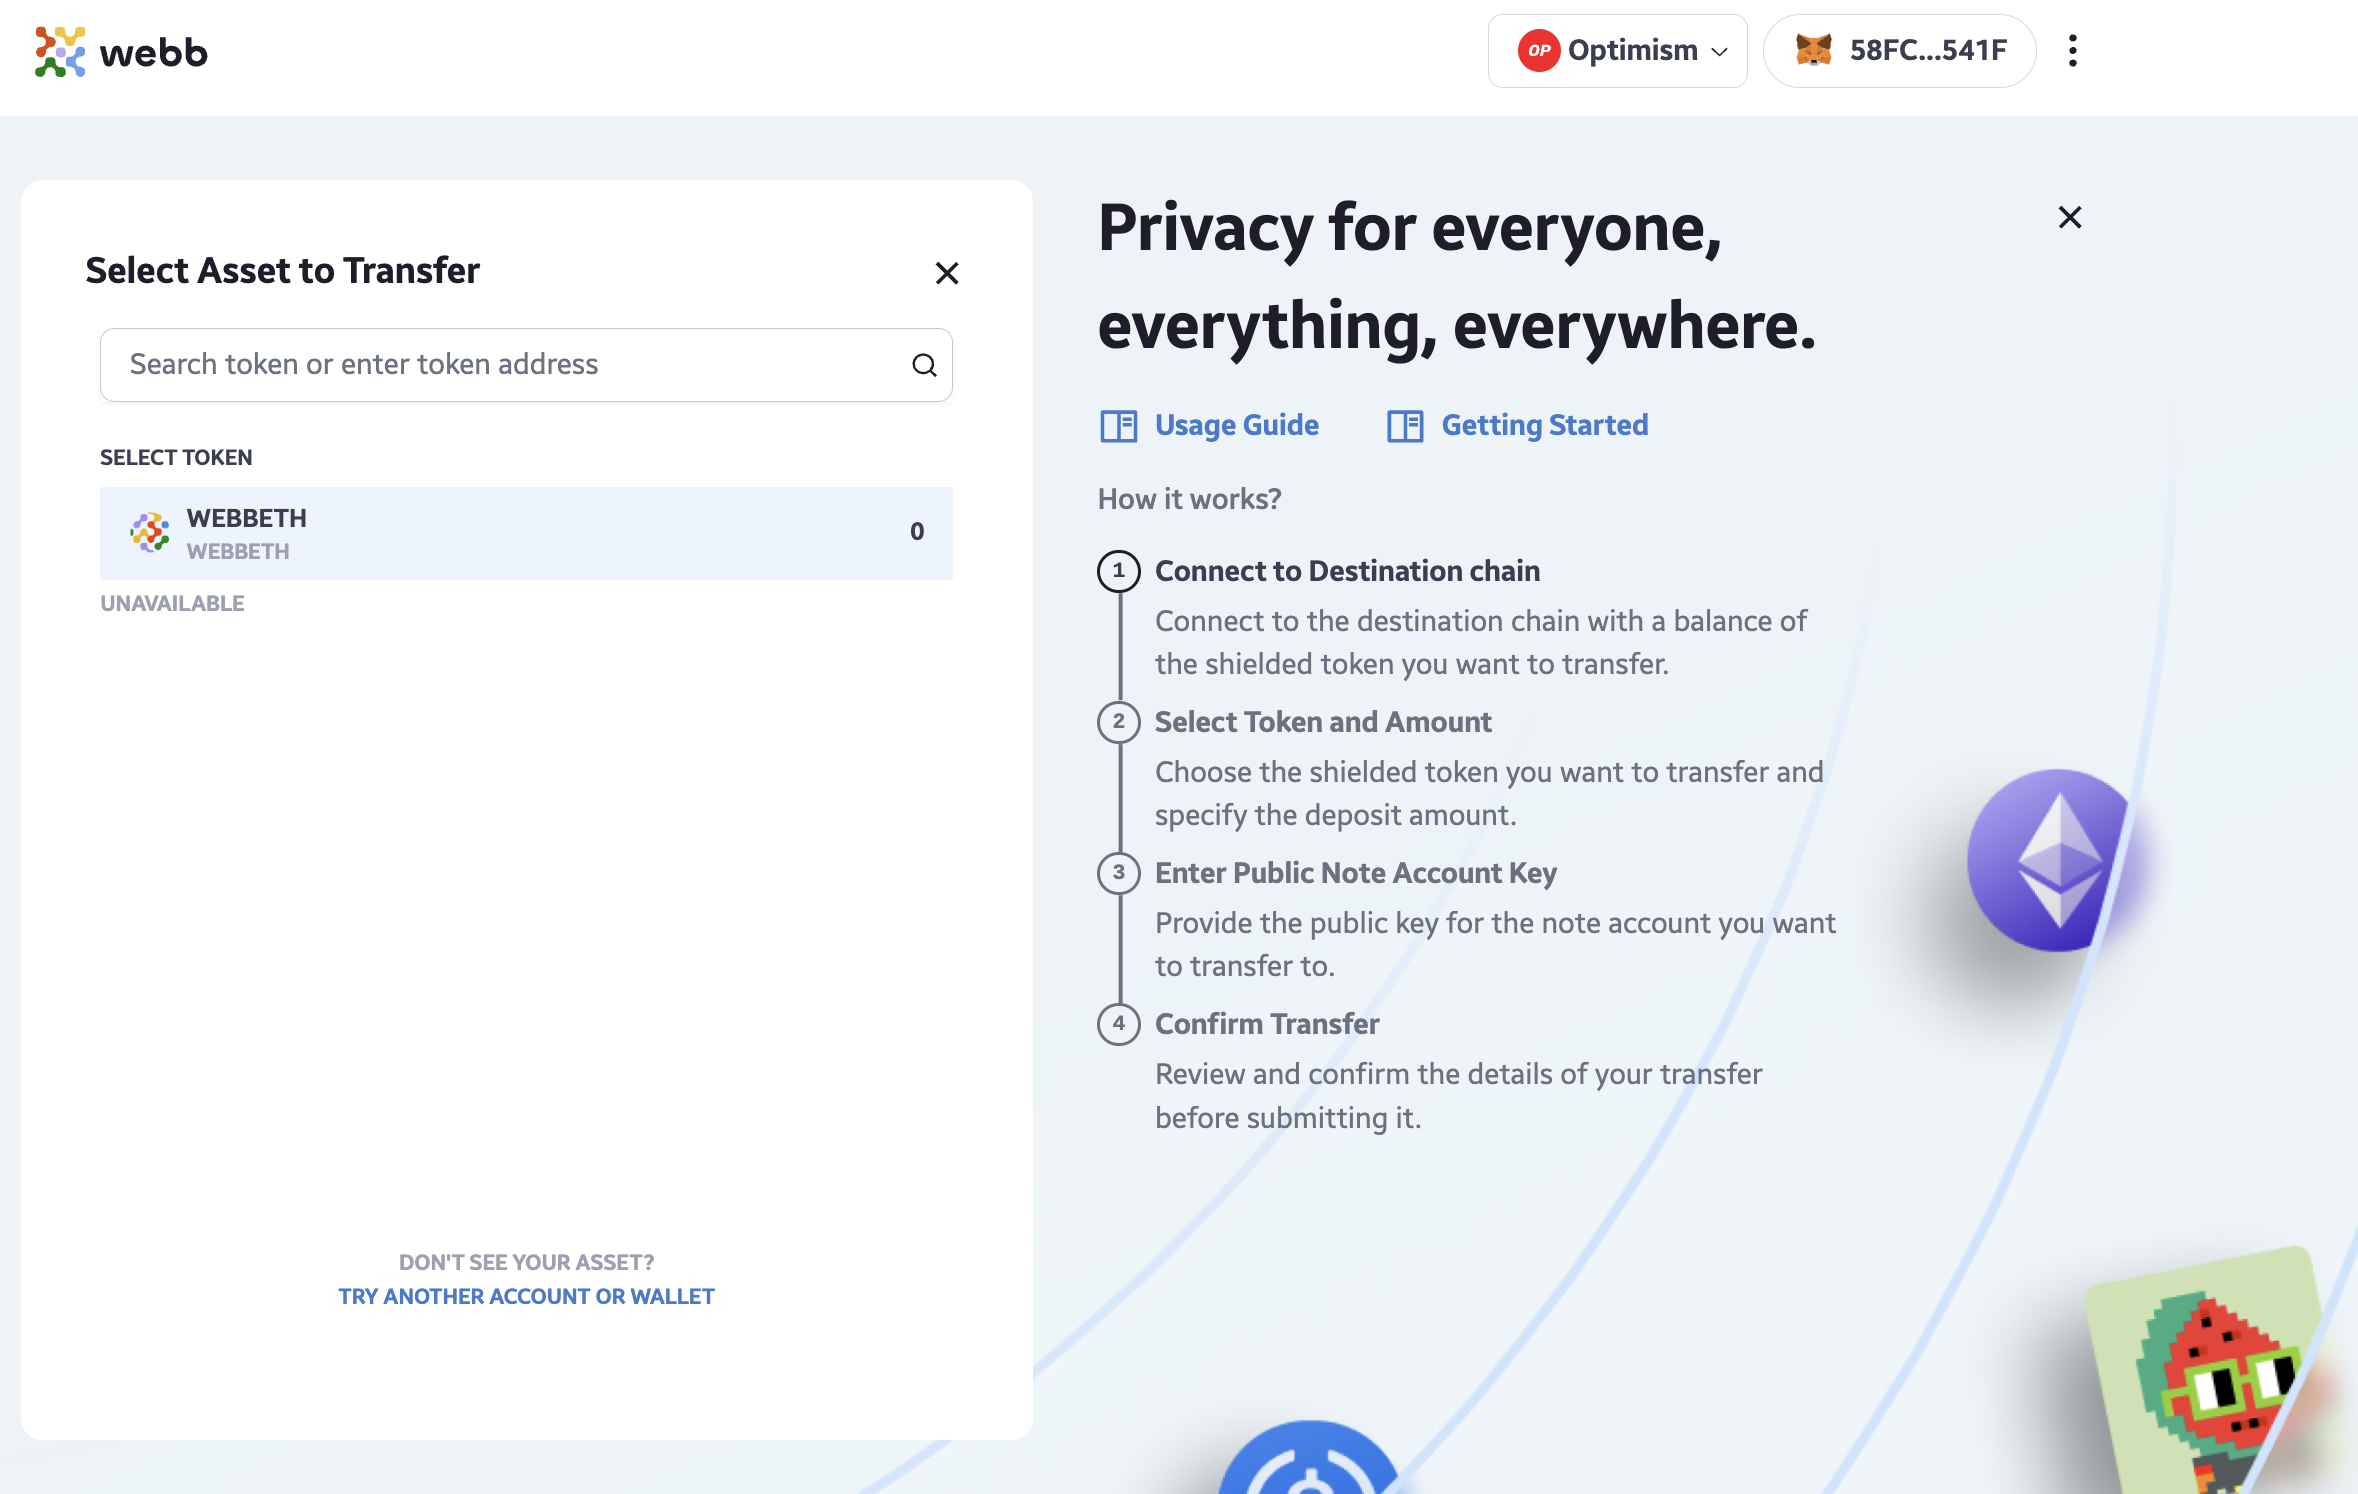 webb
OP Optimism
58FC...541F
Select Asset to Transfer
Search token or enter token address
SELECT TOKEN
WEBBETH
WEBBETH
0
UNAVAILABLE
DON'T SEE YOUR ASSET?
TRY ANOTHER ACCOUNT OR WALLET
Privacy for everyone,
everything, everywhere.
Usage Guide
Getting Started
How it works?
1 Connect to Destination chain
Connect to the destination chain with a balance of
the shielded token you want to transfer.
2 Select Token and Amount
Choose the shielded token you want to transfer and
specify the deposit amount.
3 Enter Public Note Account Key
Provide the public key for the note account you want
to transfer to.
4 Confirm Transfer
Review and confirm the details of your transfer
before submitting it.